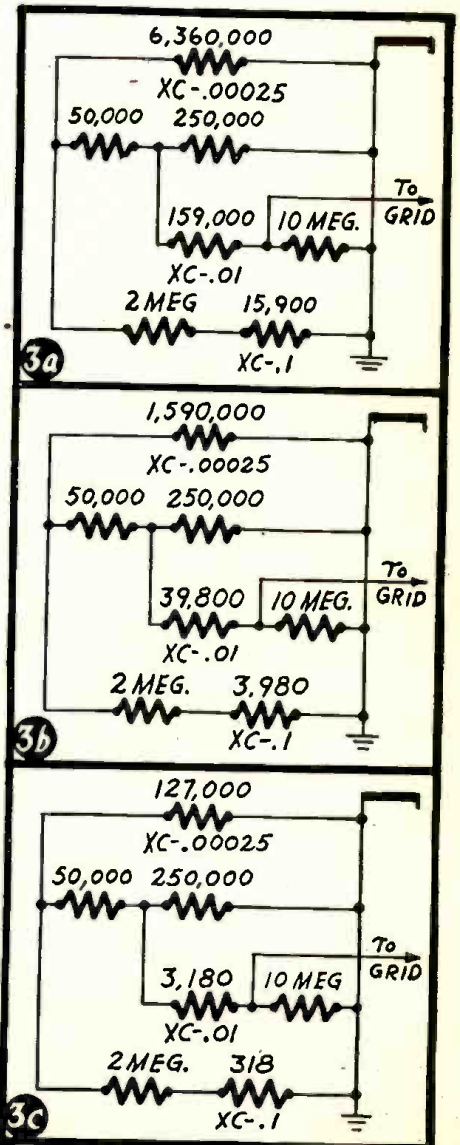 6,360,000
XC-.00025
50,000 250,000
To
GRID
159,000 10 MEG.
XC-.01
2 MEG 15,900
XC-.1
3a
1,590,000
XC-.00025
50,000 250,000
To
GRID
39,800 10 MEG.
XC-.01
2 MEG. 3,980
XC-.1
3b
127,000
XC-.00025
50,000 250,000
To
GRID
3,180 10 MEG
XC-.01
2 MEG. 318
XC-.1
3c